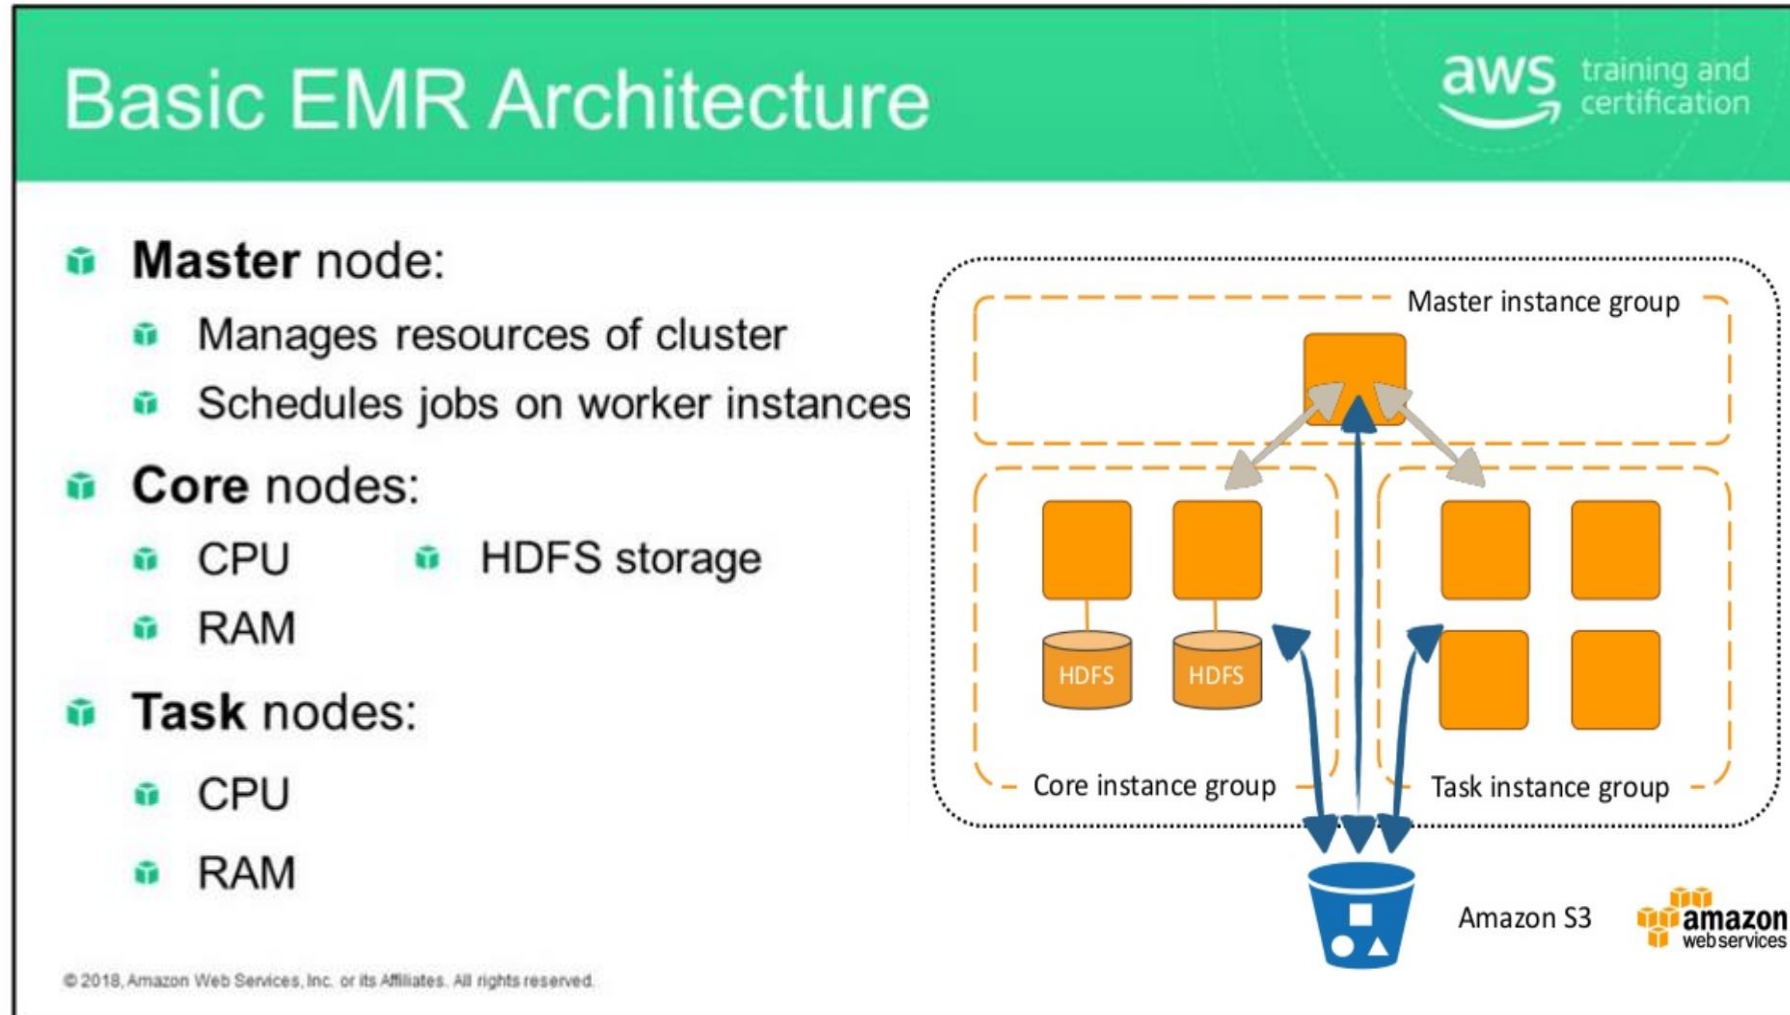 Basic EMR Architecture
aws training and
certification
Master node:
Manages resources of cluster
Schedules jobs on worker instances
Core nodes:
CPU
HDFS storage
RAM
Task nodes:
CPU
RAM
Master instance group
HDFS
HDFS
Core instance group
Task instance group
Amazon S3
amazon
web services
© 2018, Amazon Web Services, Inc. or its Affiliates. All rights reserved.